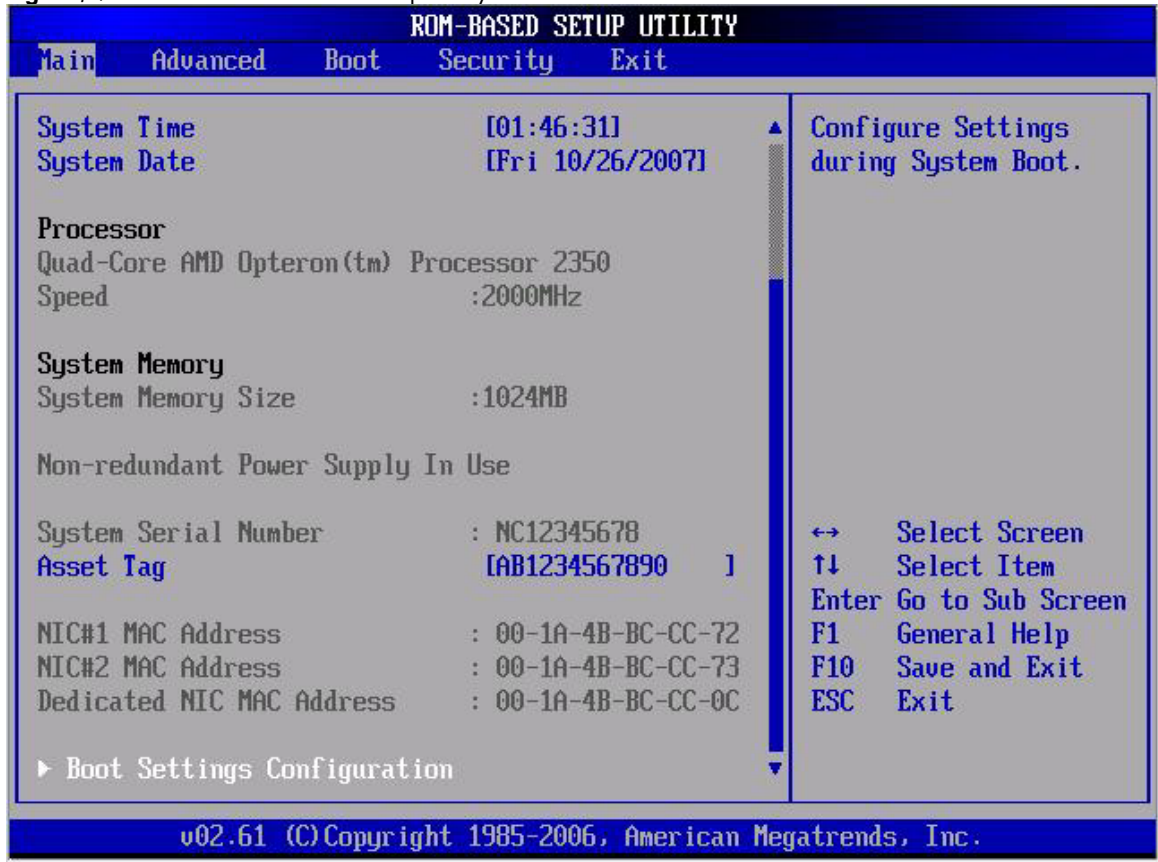 ROM-BASED SETUP UTILITY
Main Advanced Boot Security Exit
System Time [01:46:31]
System Date [Fri 10/26/2007]
Processor
Quad-Core AMD Opteron(tm) Processor 2350
Speed :2000MHz
System Memory
System Memory Size :1024MB
Non-redundant Power Supply In Use
System Serial Number : NC12345678
Asset Tag [AB1234567890 ]
NIC#1 MAC Address : 00-1A-4B-BC-CC-72
NIC#2 MAC Address : 00-1A-4B-BC-CC-73
Dedicated NIC MAC Address : 00-1A-4B-BC-CC-0C
► Boot Settings Configuration
Configure Settings
during System Boot.
↔ Select Screen
↑↓ Select Item
Enter Go to Sub Screen
F1 General Help
F10 Save and Exit
ESC Exit
v02.61 (C)Copyright 1985-2006, American Megatrends, Inc.